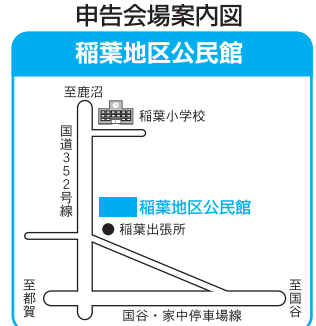 申告会場案内図
稲葉地区公民館
至鹿沼
稲葉小学校
国道352号線
稲葉地区公民館
稲葉出張所
至都賀
至国谷
国谷・家中停車場線